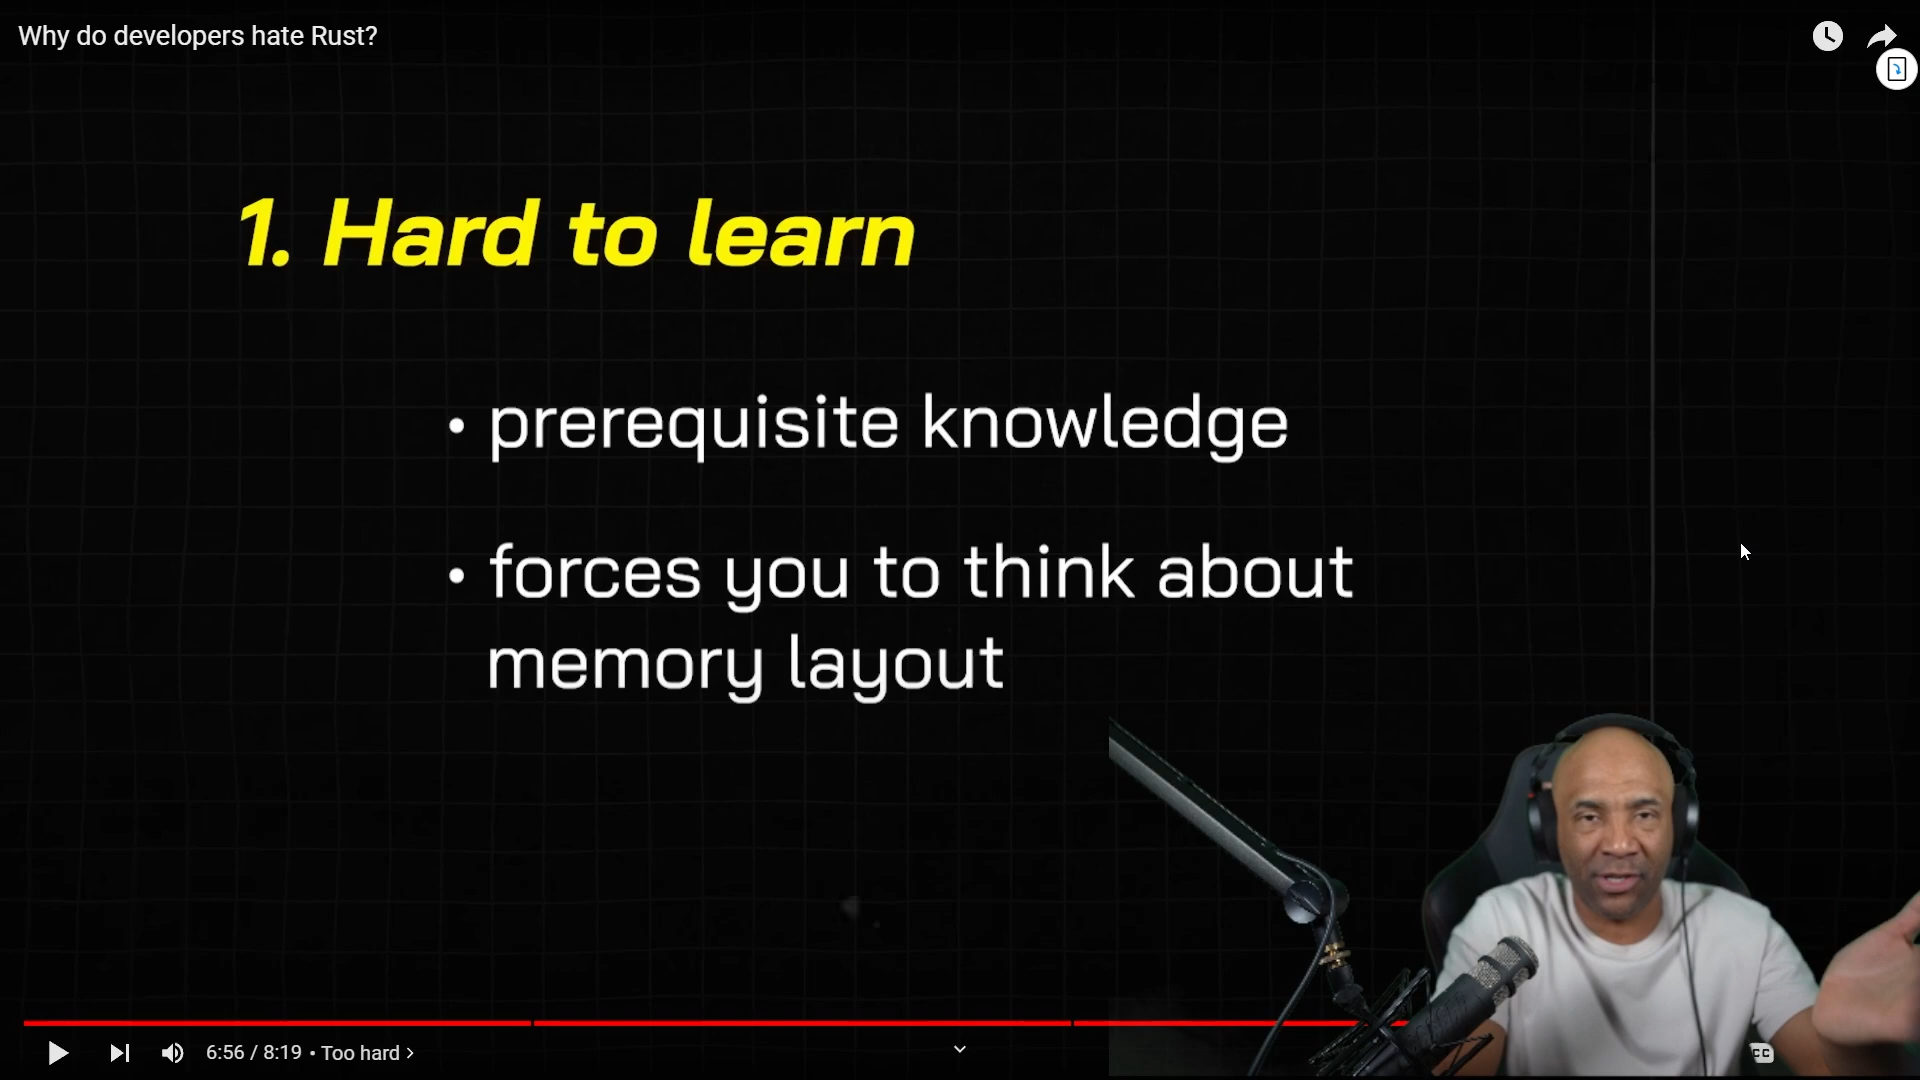 Why do developers hate Rust?
1. Hard to learn
• prerequisite knowledge
• forces you to think about
memory layout
6:56 / 8:19 • Too hard ›
CC